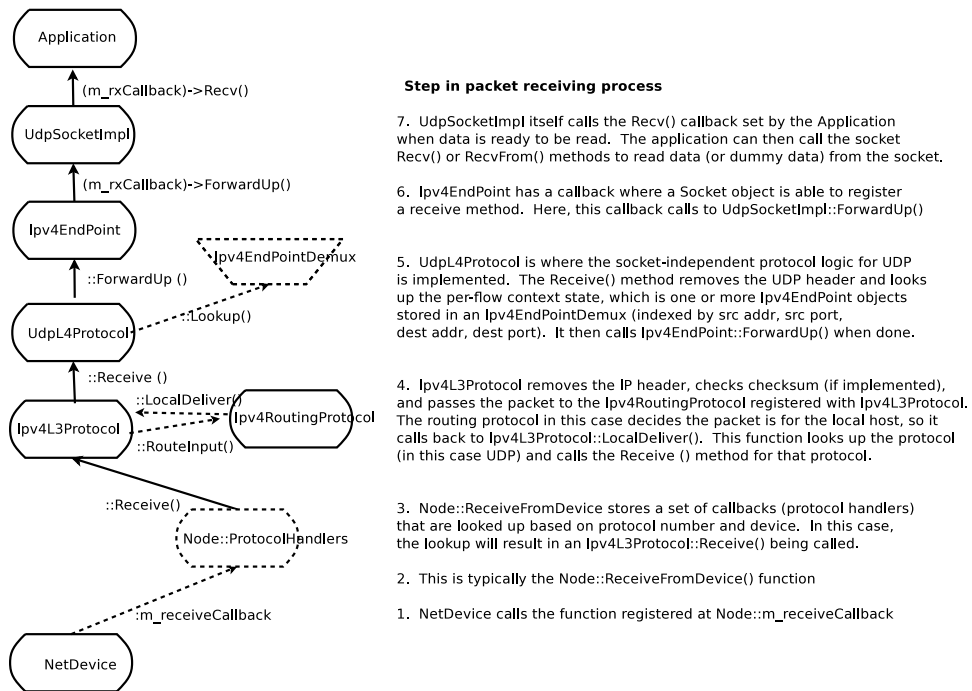 Application
(m_rxCallback)->Recv()
UdpSocketImpl
(m_rxCallback)->ForwardUp()
Ipv4EndPoint
Ipv4EndPointDemux
::ForwardUp ()
::Lookup()
UdpL4Protocol
::Receive ()
::LocalDeliver()
Ipv4L3Protocol
Ipv4RoutingProtocol
::RouteInput()
::Receive()
Node::ProtocolHandlers
:m_receiveCallback
NetDevice
Step in packet receiving process
7. UdpSocketImpl itself calls the Recv() callback set by the Application
when data is ready to be read. The application can then call the socket
Recv() or RecvFrom() methods to read data (or dummy data) from the socket.
6. Ipv4EndPoint has a callback where a Socket object is able to register
a receive method. Here, this callback calls to UdpSocketImpl::ForwardUp()
5. UdpL4Protocol is where the socket-independent protocol logic for UDP
is implemented. The Receive() method removes the UDP header and looks
up the per-flow context state, which is one or more Ipv4EndPoint objects
stored in an Ipv4EndPointDemux (indexed by src addr, src port,
dest addr, dest port). It then calls Ipv4EndPoint::ForwardUp() when done.
4. Ipv4L3Protocol removes the IP header, checks checksum (if implemented),
and passes the packet to the Ipv4RoutingProtocol registered with Ipv4L3Protocol.
The routing protocol in this case decides the packet is for the local host, so it
calls back to Ipv4L3Protocol::LocalDeliver(). This function looks up the protocol
(in this case UDP) and calls the Receive () method for that protocol.
3. Node::ReceiveFromDevice stores a set of callbacks (protocol handlers)
that are looked up based on protocol number and device. In this case,
the lookup will result in an Ipv4L3Protocol::Receive() being called.
2. This is typically the Node::ReceiveFromDevice() function
1. NetDevice calls the function registered at Node::m_receiveCallback